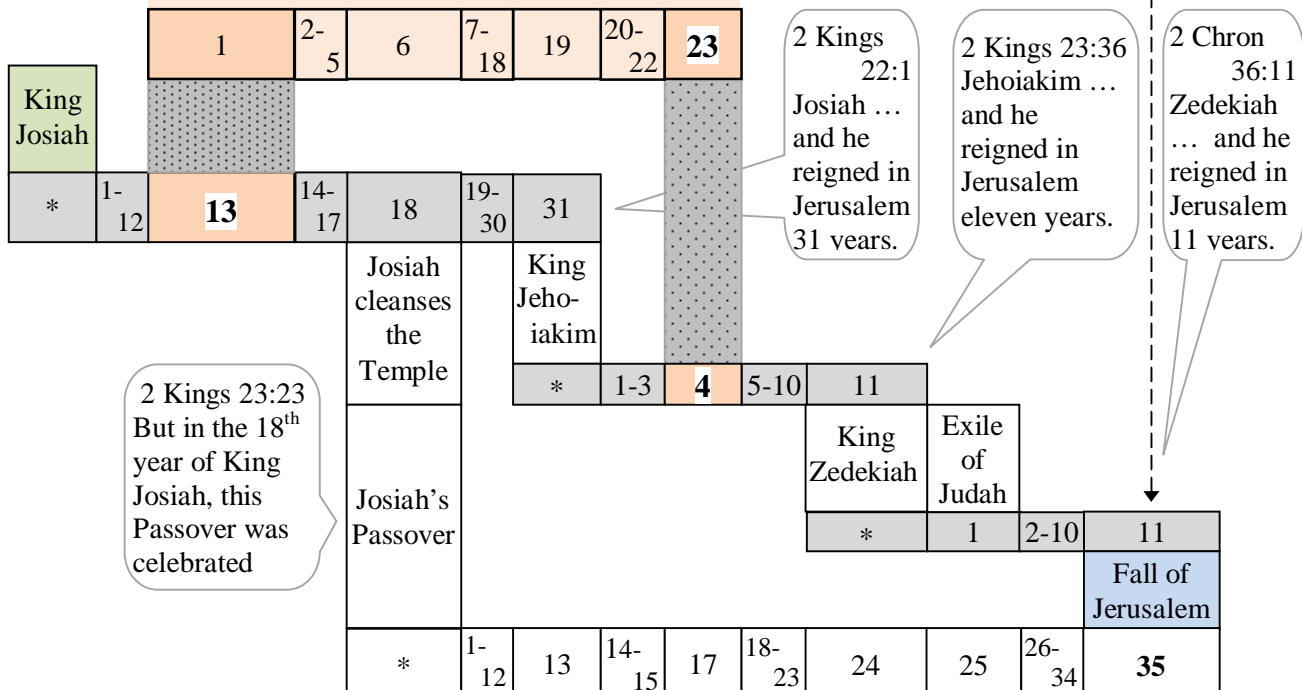 1 2- 6 7- 19 20- 23
5 18 22
2 Kings
22:1
Josiah …
and he
reigned in
Jerusalem
31 years.
2 Kings 23:36
Jehoiakim …
and he
reigned in
Jerusalem
eleven years.
2 Chron
36:11
Zedekiah
… and he
reigned in
Jerusalem
11 years.
King
Josiah
* 1- 13 14- 18 19- 31
12 17 30
Josiah
cleanses
the
Temple
King
Jeho-
iakim
* 1-3 4 5-10 11
2 Kings 23:23
But in the 18th
year of King
Josiah, this
Passover was
celebrated
Josiah’s
Passover
King
Zedekiah
Exile
of
Judah
* 1 2-10 11
Fall of
Jerusalem
* 1- 13 14- 17 18- 24 25 26- 35
12 15 23 34